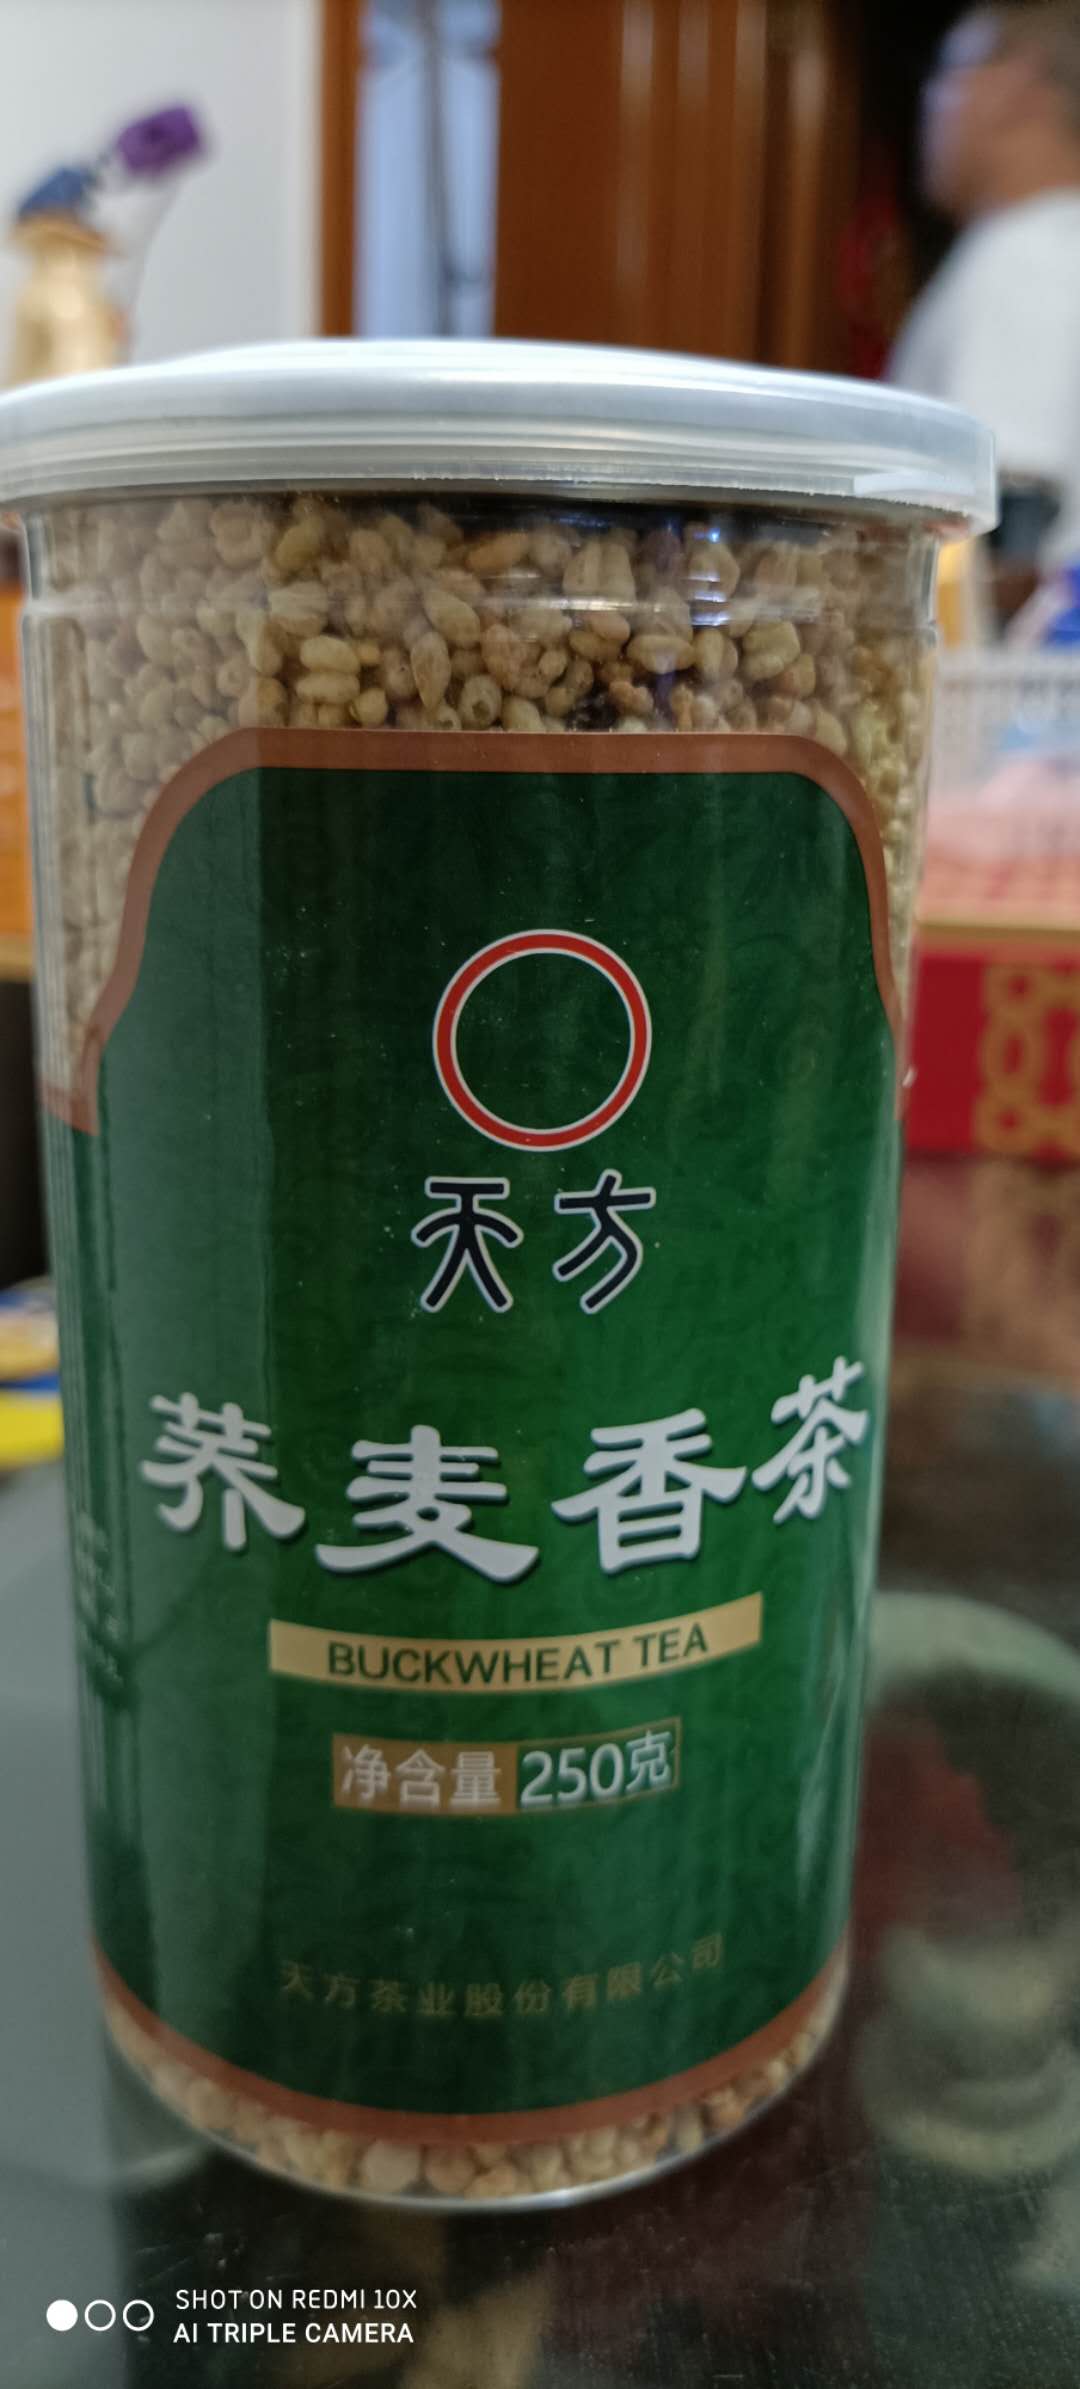 天方
荞麦香茶
BUCKWHEAT TEA
净含量 250克
天方茶业股份有限公司
SHOT ON REDMI 10X
AI TRIPLE CAMERA